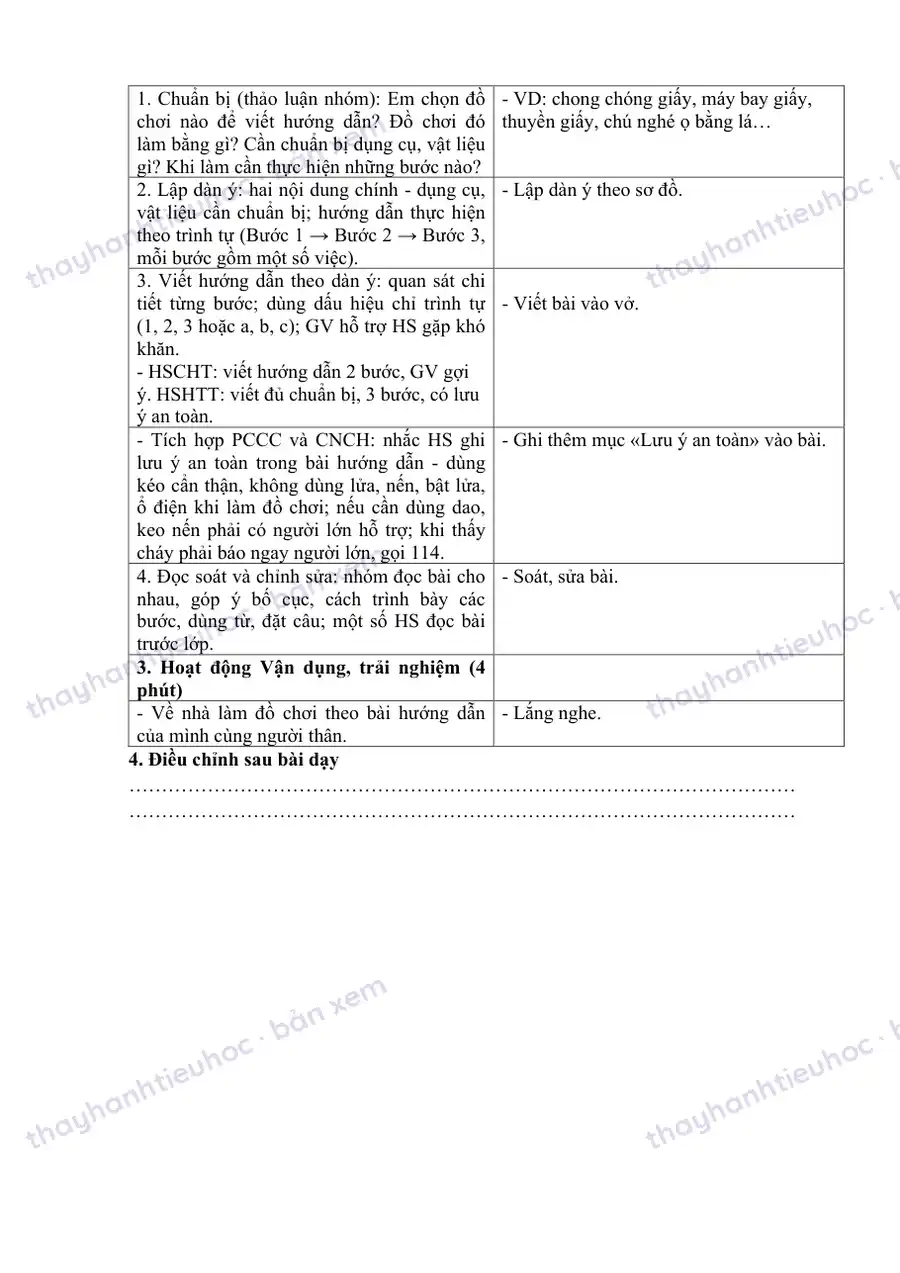 1. Chuẩn bị (thảo luận nhóm): Em chọn đồ
chơi nào để viết hướng dẫn? Đồ chơi đó
làm bằng gì? Cần chuẩn bị dụng cụ, vật liệu
gì? Khi làm cần thực hiện những bước nào?
- VD: chong chóng giấy, máy bay giấy,
thuyền giấy, chú nghé ọ bằng lá…
2. Lập dàn ý: hai nội dung chính - dụng cụ,
vật liệu cần chuẩn bị; hướng dẫn thực hiện
theo trình tự (Bước 1 → Bước 2 → Bước 3,
mỗi bước gồm một số việc).
- Lập dàn ý theo sơ đồ.
3. Viết hướng dẫn theo dàn ý: quan sát chi
tiết từng bước; dùng dấu hiệu chỉ trình tự
(1, 2, 3 hoặc a, b, c); GV hỗ trợ HS gặp khó
khăn.
- HSCHT: viết hướng dẫn 2 bước, GV gợi
ý. HSHTT: viết đủ chuẩn bị, 3 bước, có lưu
ý an toàn.
- Viết bài vào vở.
- Tích hợp PCCC và CNCH: nhắc HS ghi
lưu ý an toàn trong bài hướng dẫn - dùng
kéo cẩn thận, không dùng lửa, nến, bật lửa,
ổ điện khi làm đồ chơi; nếu cần dùng dao,
keo nến phải có người lớn hỗ trợ; khi thấy
cháy phải báo ngay người lớn, gọi 114.
- Ghi thêm mục «Lưu ý an toàn» vào bài.
4. Đọc soát và chỉnh sửa: nhóm đọc bài cho
nhau, góp ý bố cục, cách trình bày các
bước, dùng từ, đặt câu; một số HS đọc bài
trước lớp.
- Soát, sửa bài.
3. Hoạt động Vận dụng, trải nghiệm (4
phút)
- Về nhà làm đồ chơi theo bài hướng dẫn
của mình cùng người thân.
- Lắng nghe.
4. Điều chỉnh sau bài dạy
…………………………………………………………………………………………
…………………………………………………………………………………………
thayhanhtieuhoc · bản xem
thayhanhtieuhoc · b
thayhanhtieuhoc · bản xem
thayhanhtieuhoc · b
thayhanhtieuhoc · bản xem
thayhanhtieuhoc · b